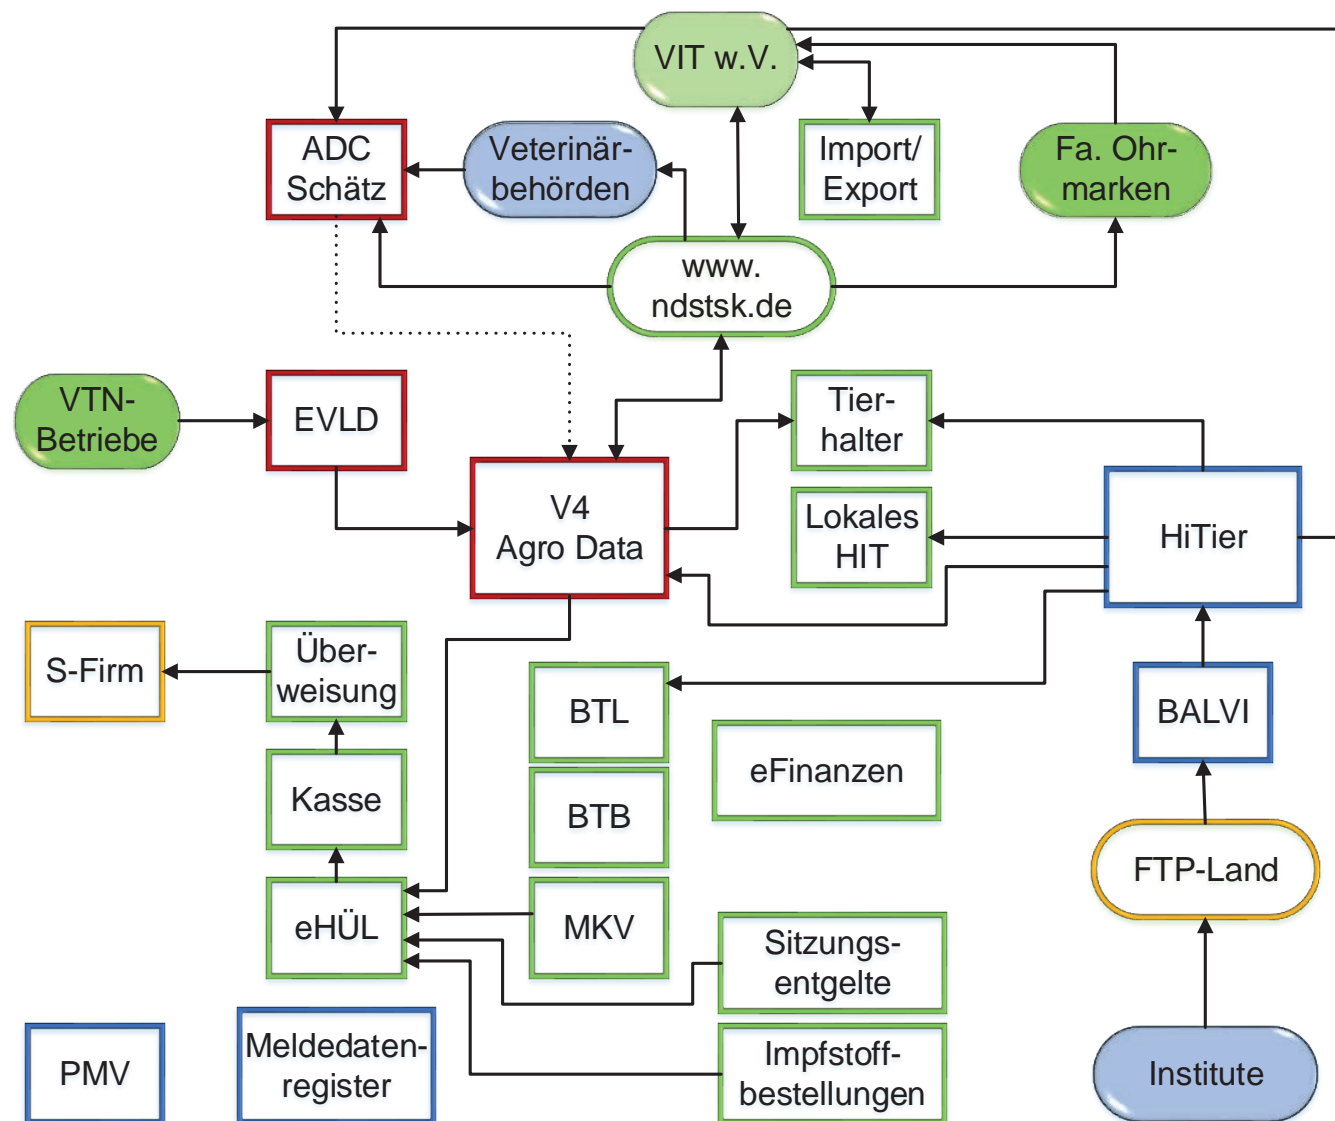 VIT w.V.
ADC
Schätz
Veterinär-
behörden
Import/
Export
Fa. Ohr-
marken
www.
ndstsk.de
VTN-
Betriebe
EVLD
Tier-
halter
V4
Agro Data
Lokales
HIT
HiTier
S-Firm
Über-
weisung
BTL
BALVI
eFinanzen
Kasse
BTB
FTP-Land
eHÜL
MKV
Sitzungs-
entgelte
PMV
Meldedaten-
register
Impfstoff-
bestellungen
Institute